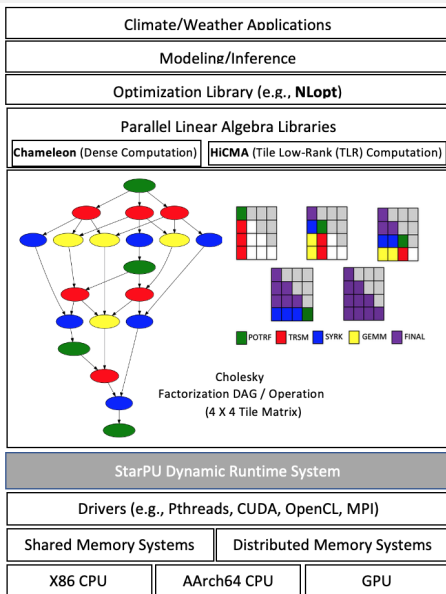 Climate/Weather Applications
Modeling/Inference
Optimization Library (e.g., NLopt)
Parallel Linear Algebra Libraries
Chameleon (Dense Computation)
HiCMA (Tile Low-Rank (TLR) Computation)
POTRF TRSM SYRK GEMM FINAL
Cholesky
Factorization DAG / Operation
(4 X 4 Tile Matrix)
StarPU Dynamic Runtime System
Drivers (e.g., Pthreads, CUDA, OpenCL, MPI)
Shared Memory Systems
Distributed Memory Systems
X86 CPU
AArch64 CPU
GPU